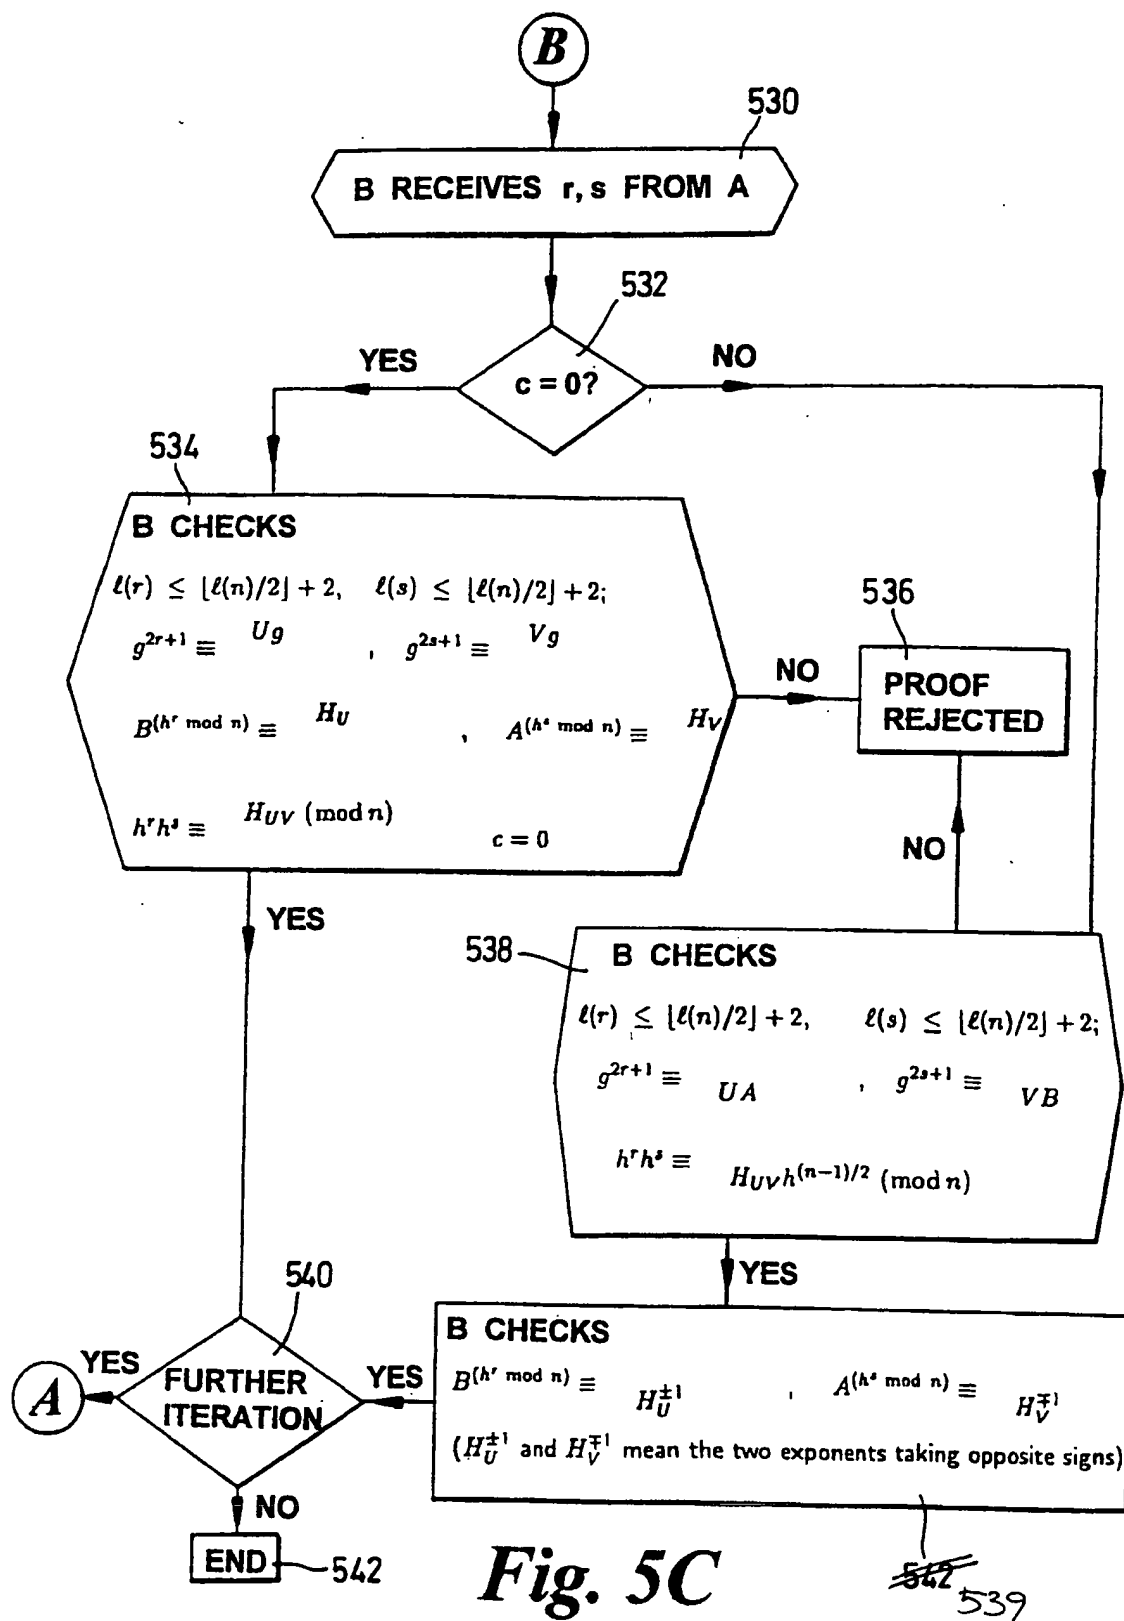 B
530
B RECEIVES r, s FROM A
532
YES
c = 0?
NO
534
B CHECKS
ℓ(r) ≤ ⌊ℓ(n)/2⌋ + 2, ℓ(s) ≤ ⌊ℓ(n)/2⌋ + 2;
g^{2r+1} ≡ Ug , g^{2s+1} ≡ Vg
B^{(h^r mod n)} ≡ H_U , A^{(h^s mod n)} ≡ H_V
h^r h^s ≡ H_{UV} (mod n) c = 0
NO
536
PROOF
REJECTED
NO
YES
538
B CHECKS
ℓ(r) ≤ ⌊ℓ(n)/2⌋ + 2, ℓ(s) ≤ ⌊ℓ(n)/2⌋ + 2;
g^{2r+1} ≡ UA , g^{2s+1} ≡ VB
h^r h^s ≡ H_{UV} h^{(n−1)/2} (mod n)
YES
B CHECKS
B^{(h^r mod n)} ≡ H_U^{±1} , A^{(h^s mod n)} ≡ H_V^{∓1}
(H_U^{±1} and H_V^{∓1} mean the two exponents taking opposite signs)
542
539
YES
540
FURTHER
ITERATION
YES
A
NO
END
542
Fig. 5C